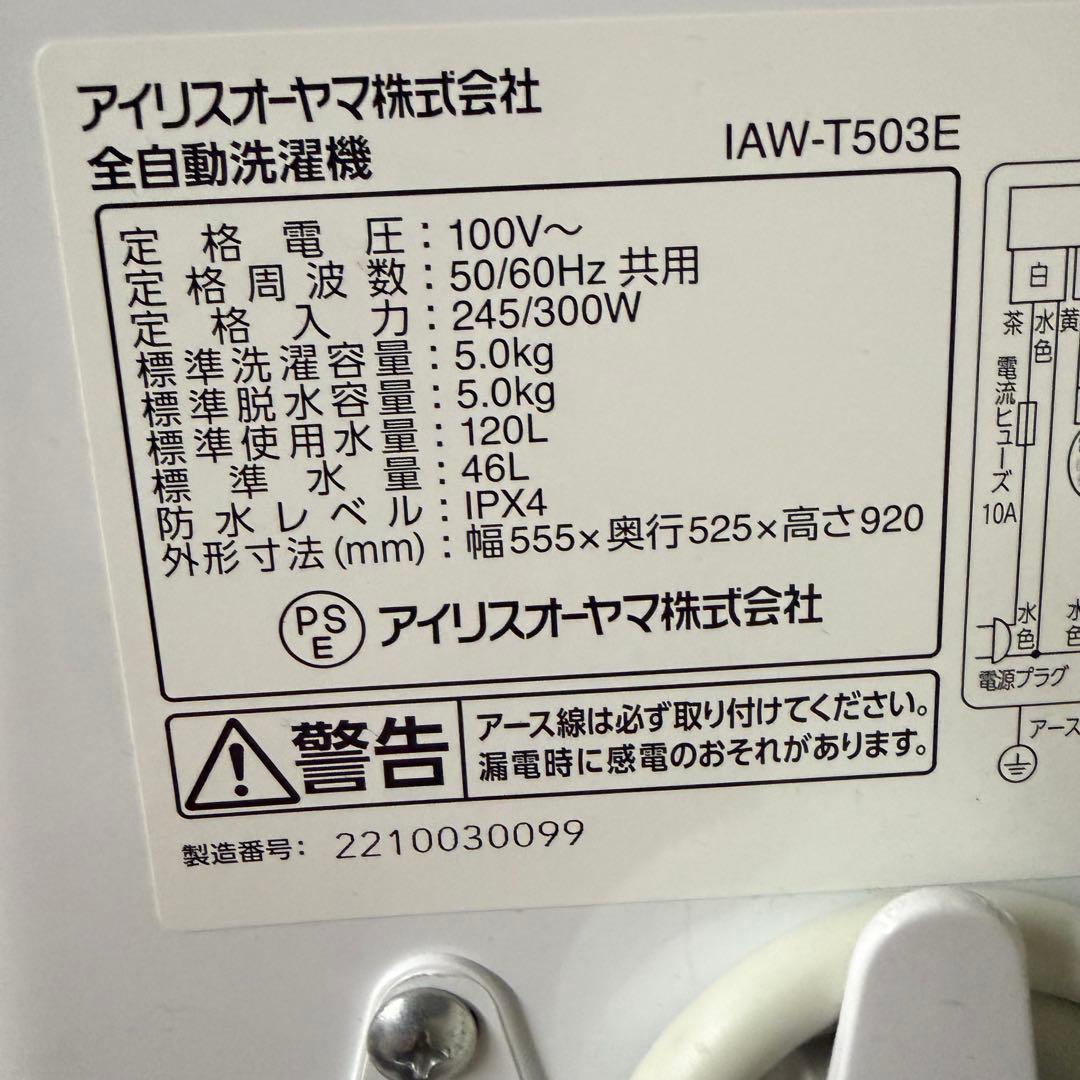 アイリスオーヤマ株式会社
全自動洗濯機
IAW-T503E
定格電圧：100V〜
定格周波数：50/60Hz 共用
定格入力：245/300W
標準洗濯容量：5.0kg
標準脱水容量：5.0kg
標準使用水量：120L
標準水量：46L
防水レベル：IPX4
外形寸法(mm)：幅555×奥行525×高さ920
PSE アイリスオーヤマ株式会社
警告
アース線は必ず取り付けてください。
漏電時に感電のおそれがあります。
製造番号: 2210030099
白
茶
水色
黄
電流ヒューズ
10A
水色
水色
電源プラグ
アース